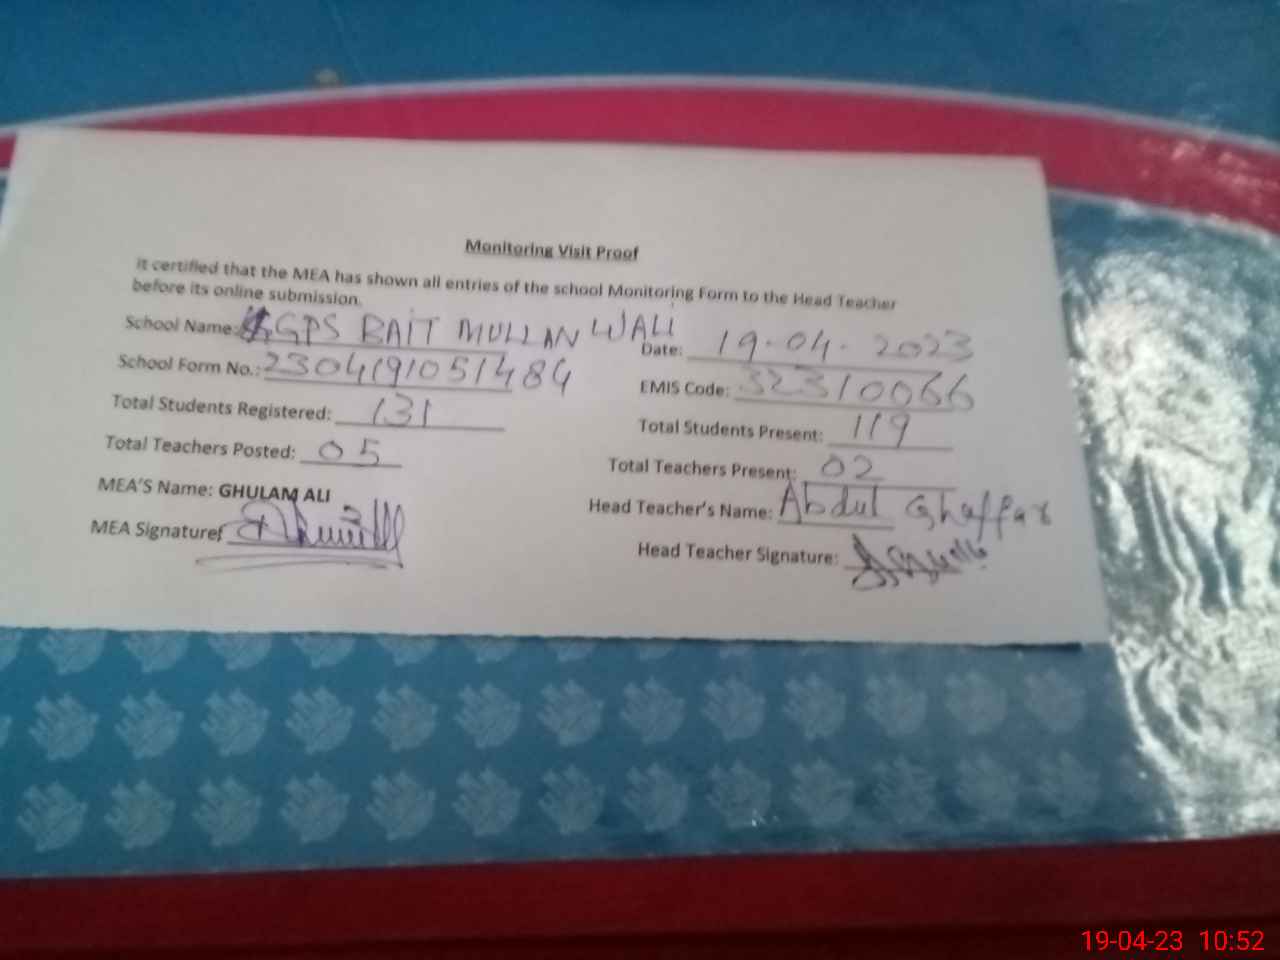 Monitoring Visit Proof
It certified that the MEA has shown all entries of the school Monitoring Form to the Head Teacher
before its online submission.
School Name: GPS BAIT MULLAN WALI Date: 19-04-2023
School Form No.: 2304191051484 EMIS Code: 32310066
Total Students Registered: 131 Total Students Present: 119
Total Teachers Posted: 05 Total Teachers Present: 02
MEA'S Name: GHULAM ALI Head Teacher's Name: Abdul Ghaffar
MEA Signature: Head Teacher Signature:
19-04-23 10:52